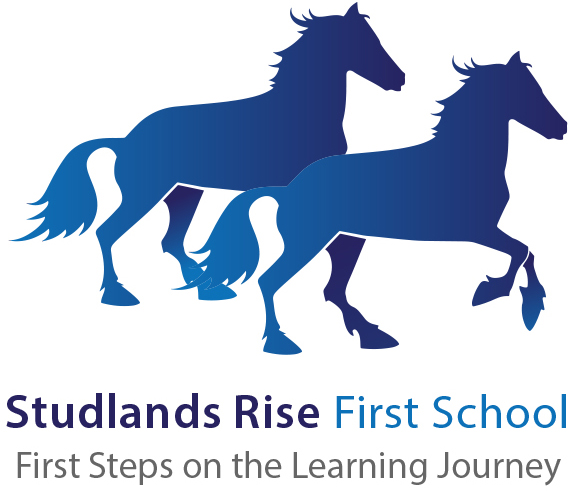 Studlands Rise First School
First Steps on the Learning Journey